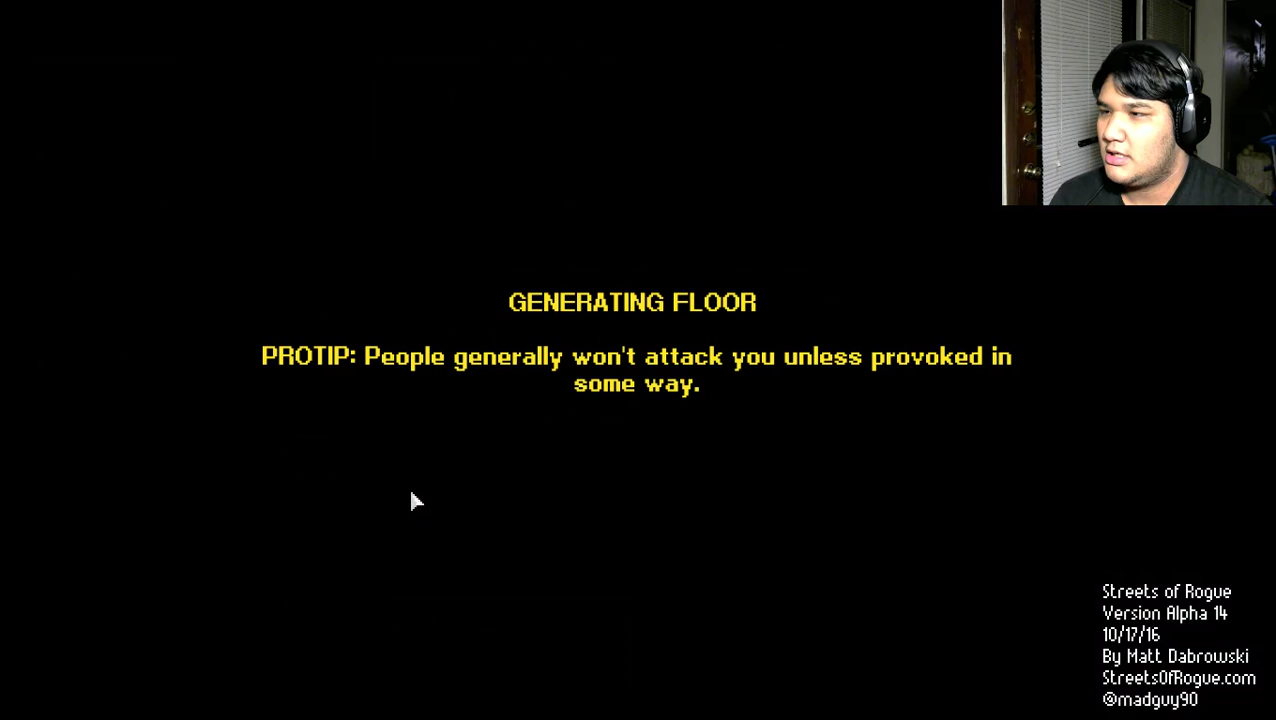 GENERATING FLOOR
PROTIP: People generally won't attack you unless provoked in
some way.
Streets of Rogue
Version Alpha 14
10/17/16
By Matt Dabrowski
StreetsOfRogue.com
@madguy90